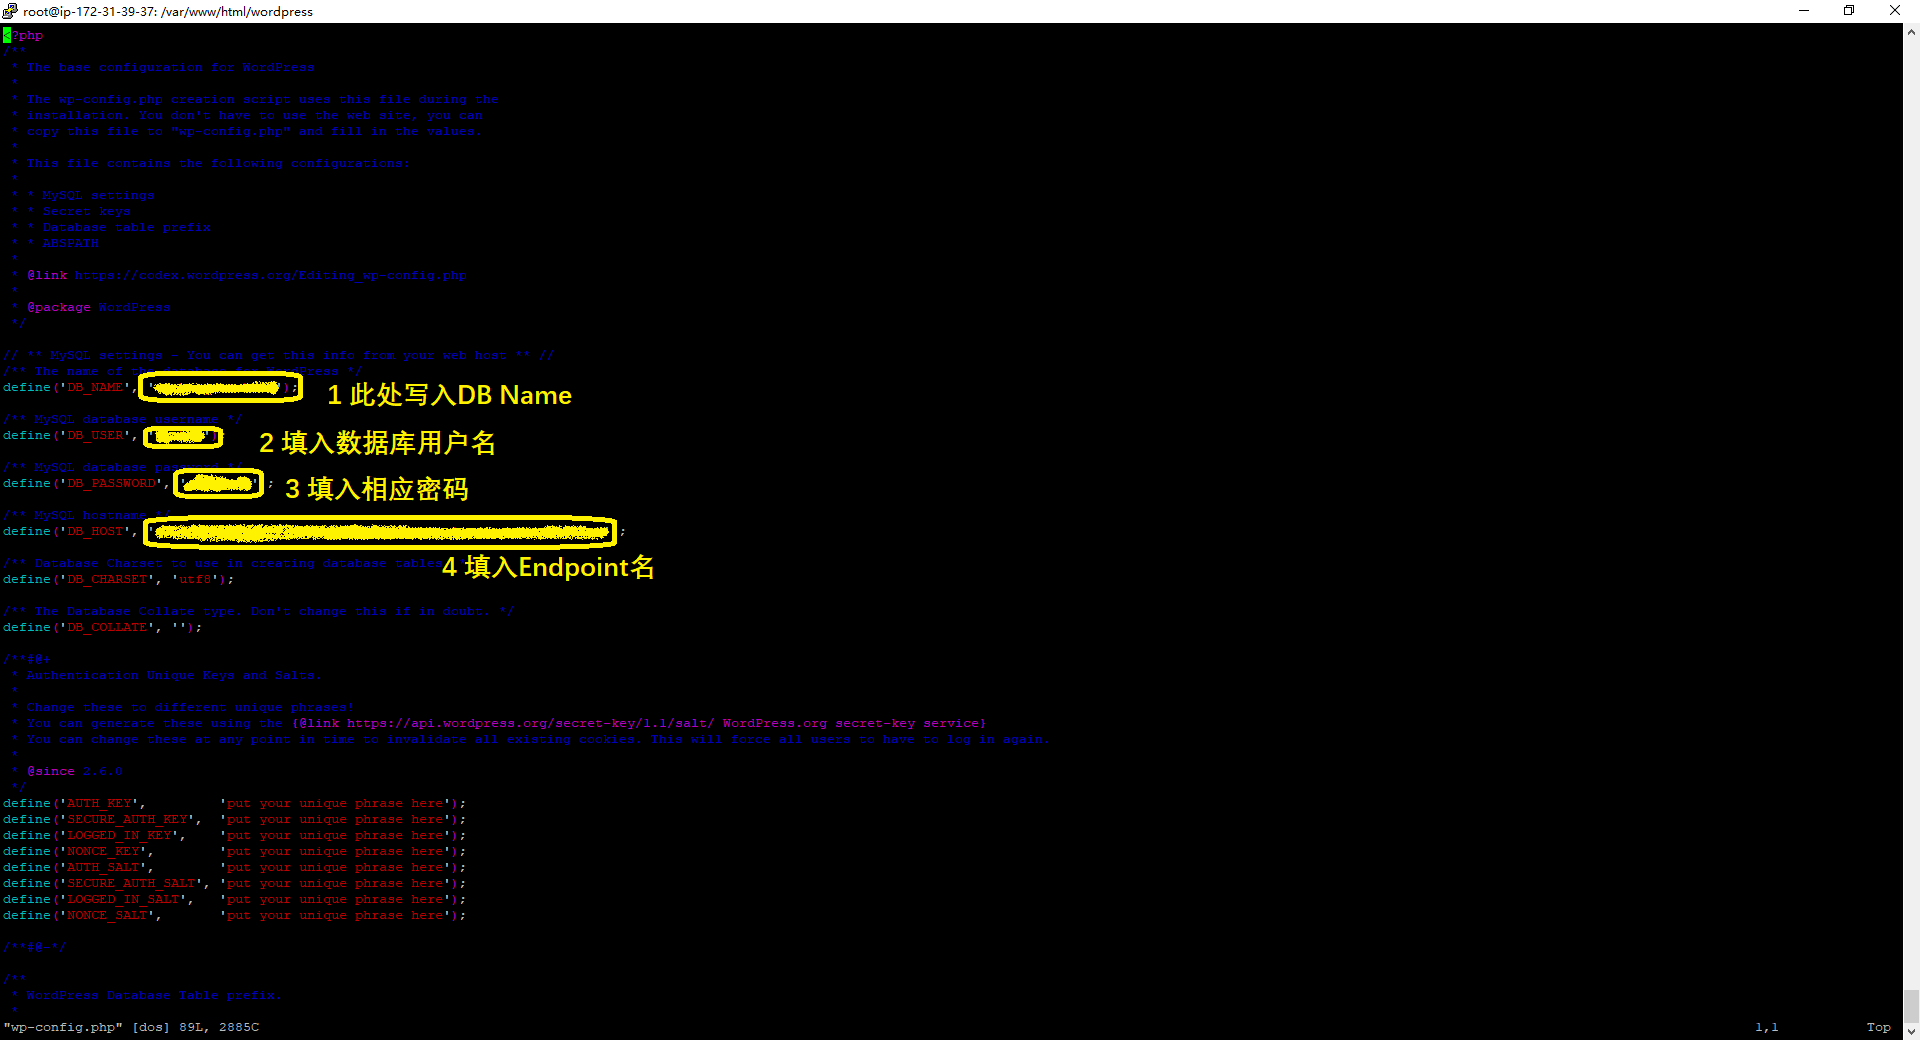 root@ip-172-31-39-37: /var/www/html/wordpress
<?php
/**
 * The base configuration for WordPress
 *
 * The wp-config.php creation script uses this file during the
 * installation. You don't have to use the web site, you can
 * copy this file to "wp-config.php" and fill in the values.
 *
 * This file contains the following configurations:
 *
 * * MySQL settings
 * * Secret keys
 * * Database table prefix
 * * ABSPATH
 *
 * @link https://codex.wordpress.org/Editing_wp-config.php
 *
 * @package WordPress
 */
// ** MySQL settings - You can get this info from your web host ** //
/** The name of the database for WordPress */
define('DB_NAME', ');
1 此处写入DB Name
/** MySQL database username */
define('DB_USER', ')
2 填入数据库用户名
/** MySQL database password */
define('DB_PASSWORD', '';
3 填入相应密码
/** MySQL hostname */
define('DB_HOST', ';
4 填入Endpoint名
/** Database Charset to use in creating database tables
define('DB_CHARSET', 'utf8');
/** The Database Collate type. Don't change this if in doubt. */
define('DB_COLLATE', '');
/**#@+
 * Authentication Unique Keys and Salts.
 *
 * Change these to different unique phrases!
 * You can generate these using the {@link https://api.wordpress.org/secret-key/1.1/salt/ WordPress.org secret-key service}
 * You can change these at any point in time to invalidate all existing cookies. This will force all users to have to log in again.
 *
 * @since 2.6.0
 */
define('AUTH_KEY',         'put your unique phrase here');
define('SECURE_AUTH_KEY',  'put your unique phrase here');
define('LOGGED_IN_KEY',    'put your unique phrase here');
define('NONCE_KEY',        'put your unique phrase here');
define('AUTH_SALT',        'put your unique phrase here');
define('SECURE_AUTH_SALT', 'put your unique phrase here');
define('LOGGED_IN_SALT',   'put your unique phrase here');
define('NONCE_SALT',       'put your unique phrase here');
/**#@-*/
/**
 * WordPress Database Table prefix.
 *
"wp-config.php" [dos] 89L, 2885C 1,1 Top